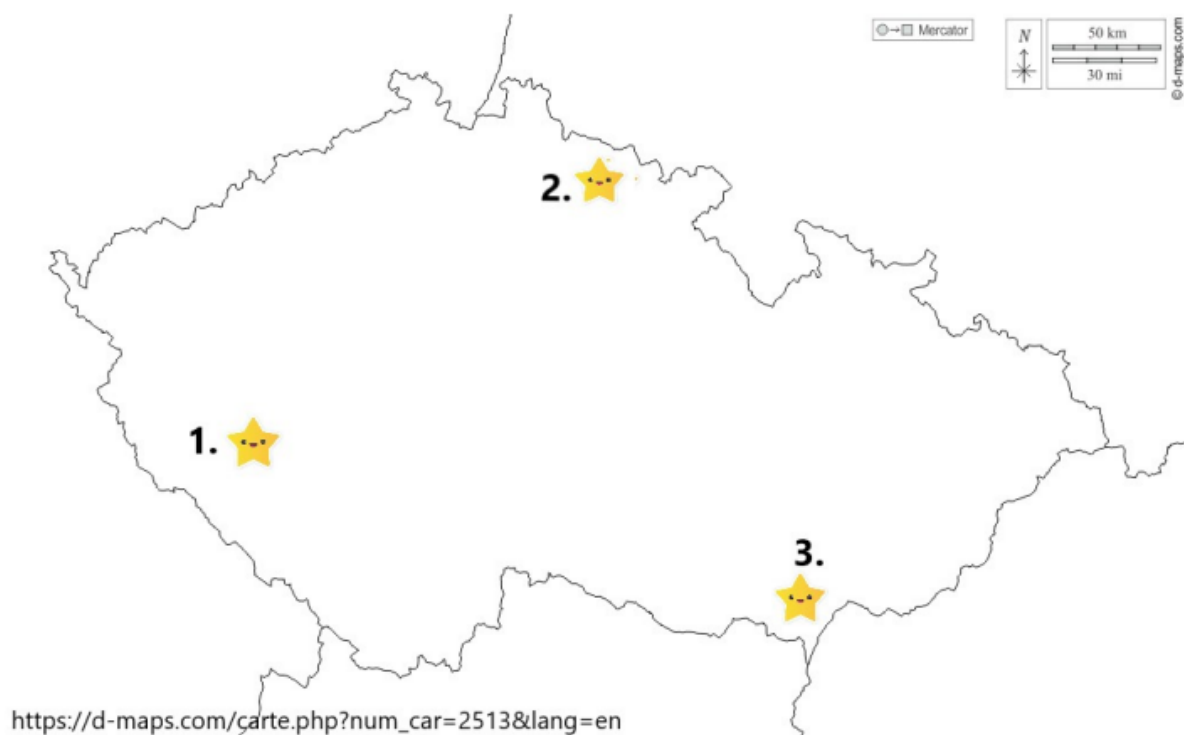 Mercator
N
50 km
30 mi
© d-maps.com
2.
1.
3.
https://d-maps.com/carte.php?num_car=2513&lang=en